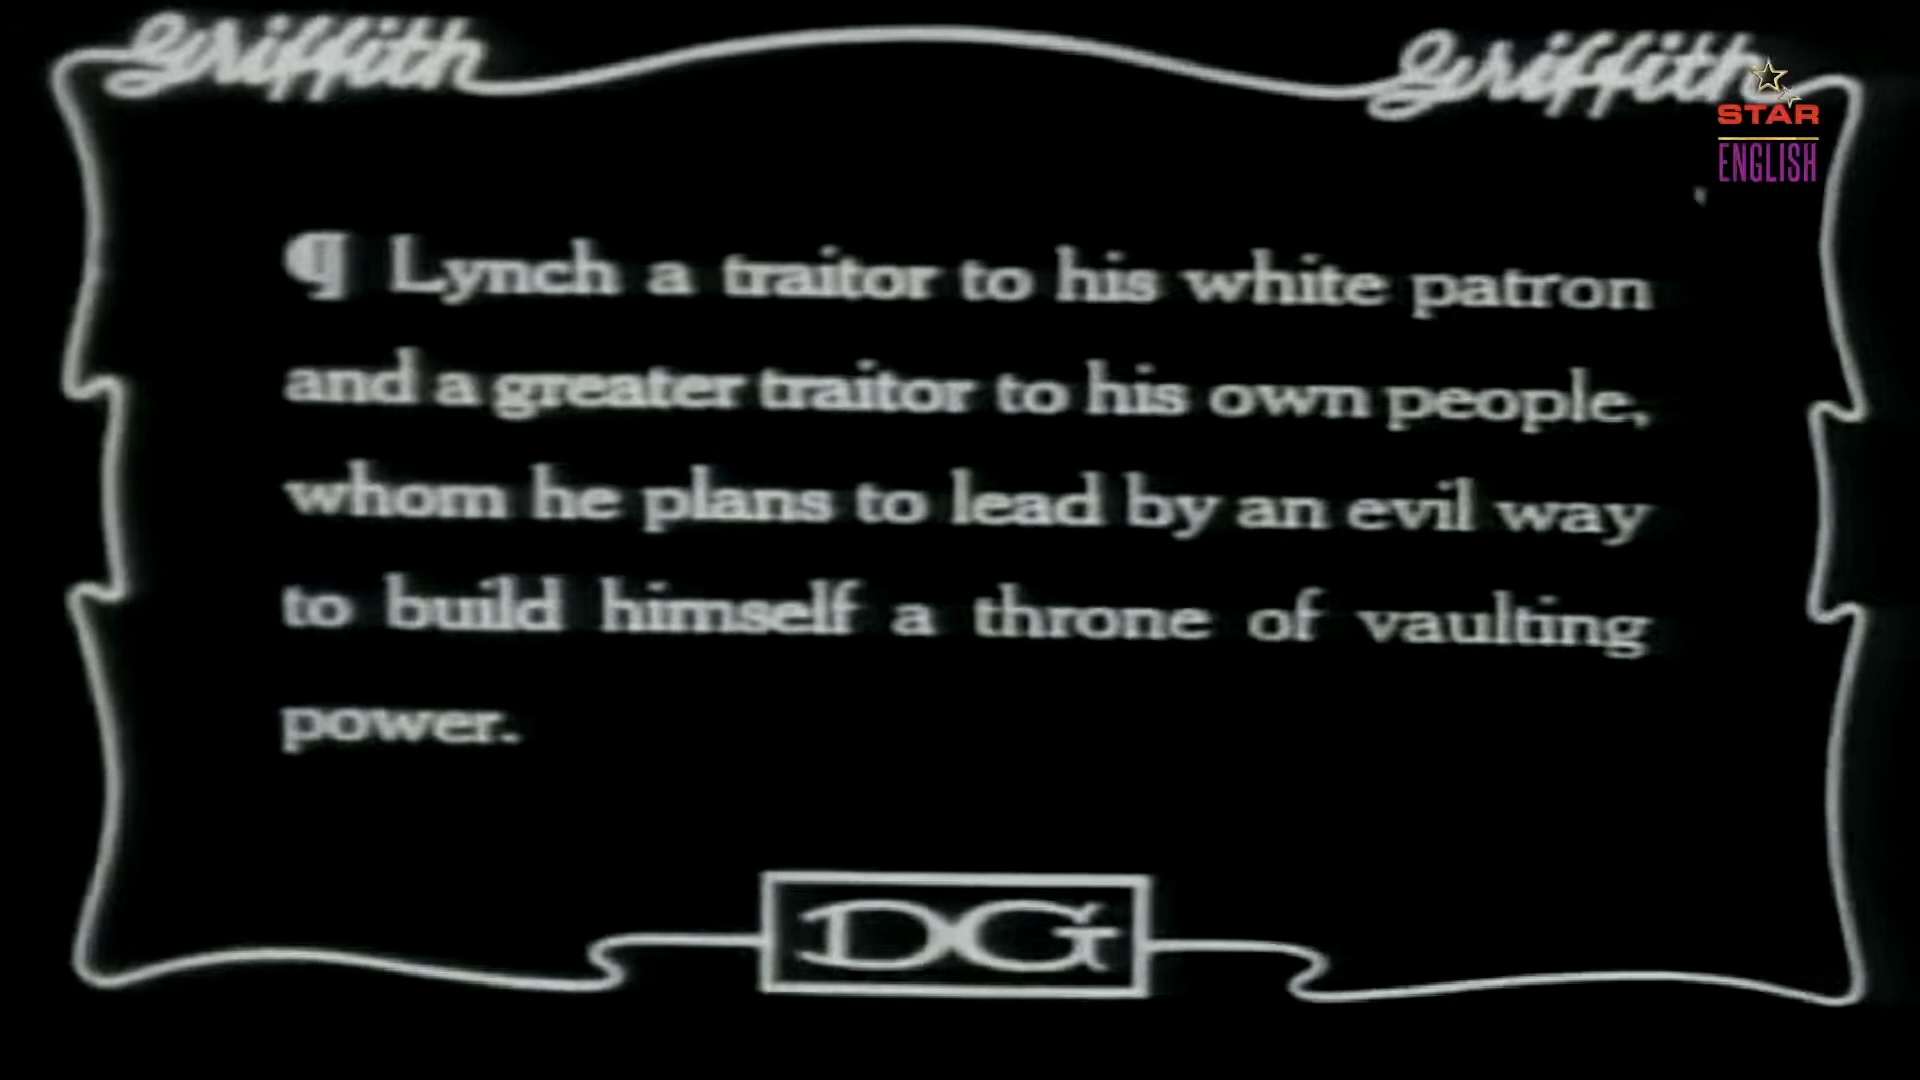 Griffith Griffith
STAR
ENGLISH
¶ Lynch a traitor to his white patron
and a greater traitor to his own people,
whom he plans to lead by an evil way
to build himself a throne of vaulting
power.
DG